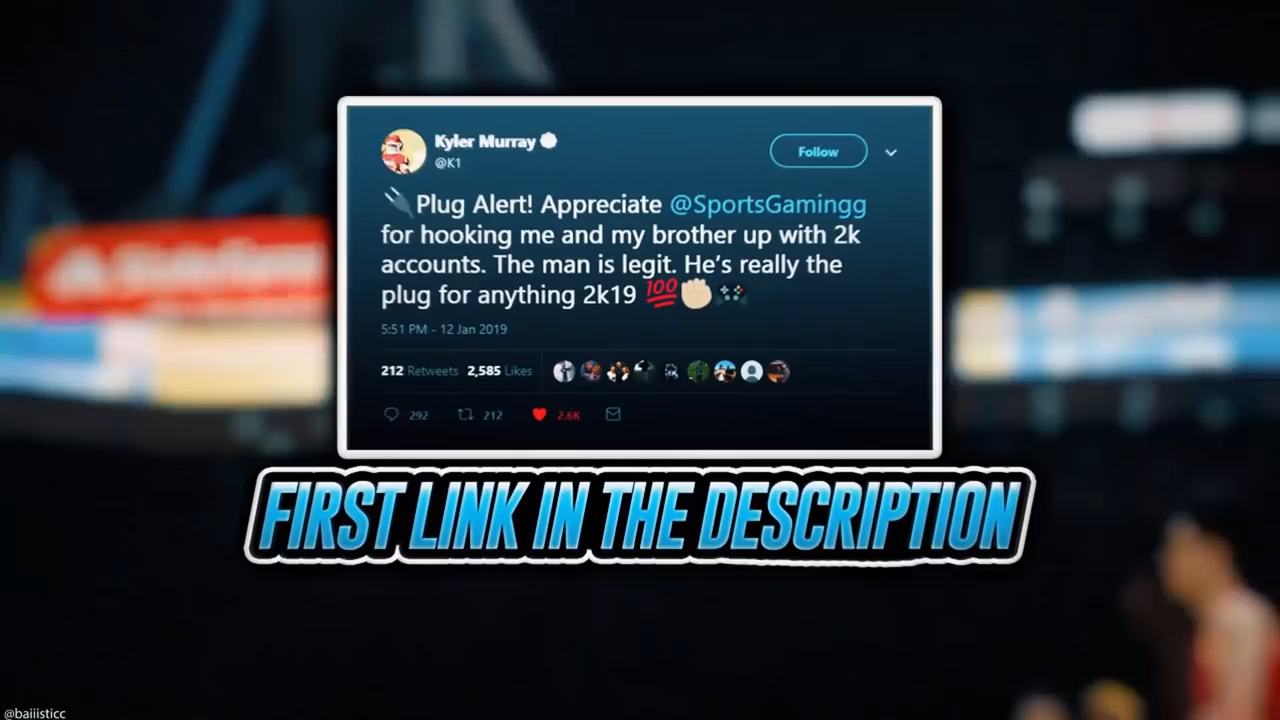 Kyler Murray
@K1
Follow
Plug Alert! Appreciate @SportsGamingg
for hooking me and my brother up with 2k
accounts. The man is legit. He’s really the
plug for anything 2k19 💯✊🏼🎮
5:51 PM - 12 Jan 2019
212 Retweets 2,585 Likes
292 212 2.6K
FIRST LINK IN THE DESCRIPTION
@baiiisticc